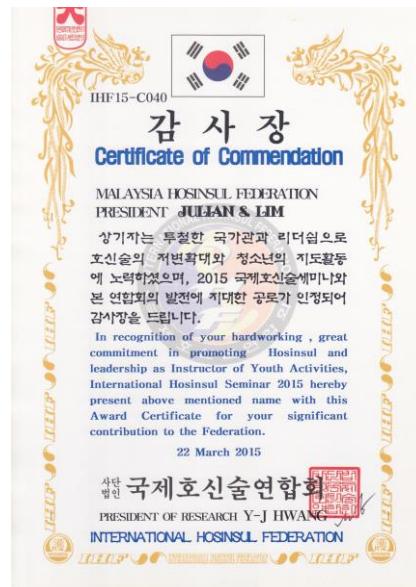 IHF15-C040
감 사 장
Certificate of Commendation
MALAYSIA HOSINSUL FEDERATION
PRESIDENT JULIAN S. LIM
상기자는 투철한 국가관과 리더쉽으로
호신술의 저변확대와 청소년의 지도활동
에 노력하셨으며, 2015 국제호신술세미나와
본 연합회의 발전에 지대한 공로가 인정되어
감사장을 드립니다.
In recognition of your hardworking , great
commitment in promoting Hosinsul and
leadership as Instructor of Youth Activities,
International Hosinsul Seminar 2015 hereby
present above mentioned name with this
Award Certificate for your significant
contribution to the Federation.
22 March 2015
사단
법인 국제호신술연합회
PRESIDENT OF RESEARCH Y-J HWANG
INTERNATIONAL HOSINSUL FEDERATION
IHF
IHF